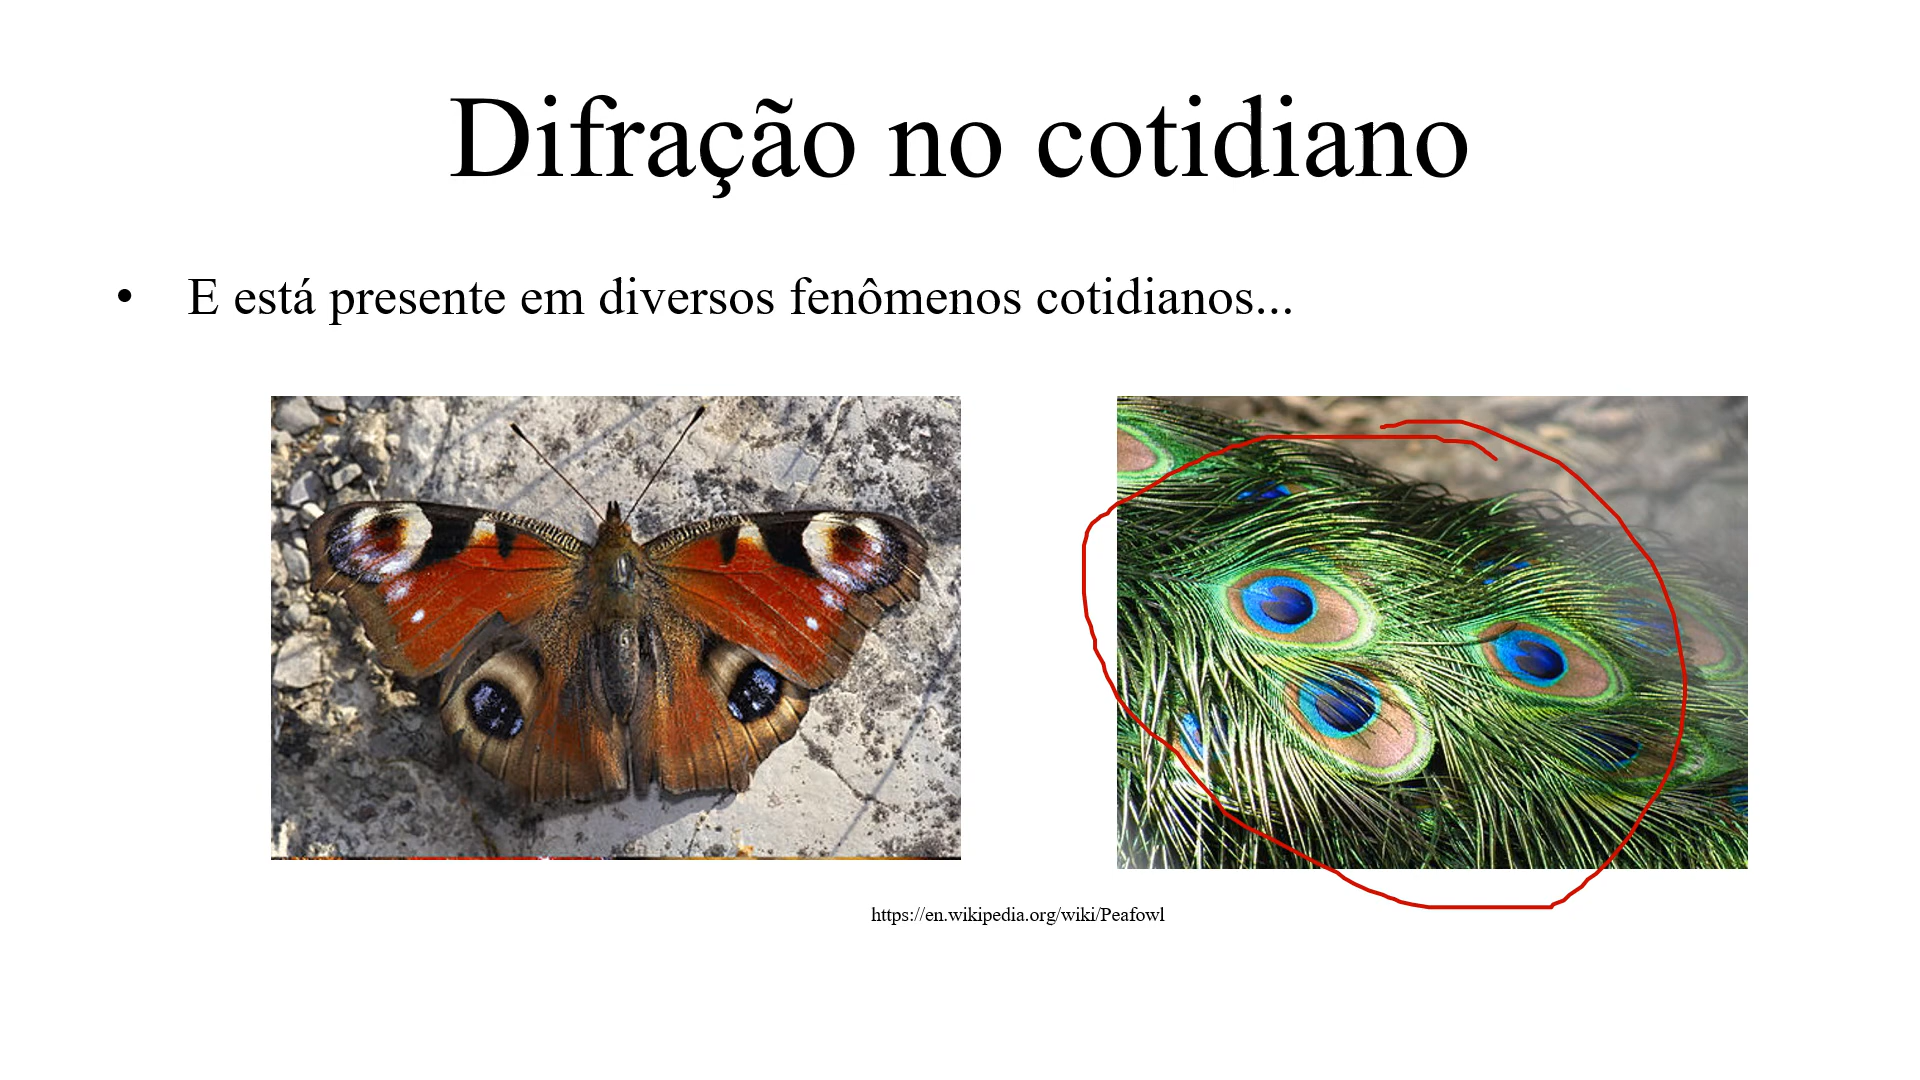 Difração no cotidiano
• E está presente em diversos fenômenos cotidianos...
https://en.wikipedia.org/wiki/Peafowl